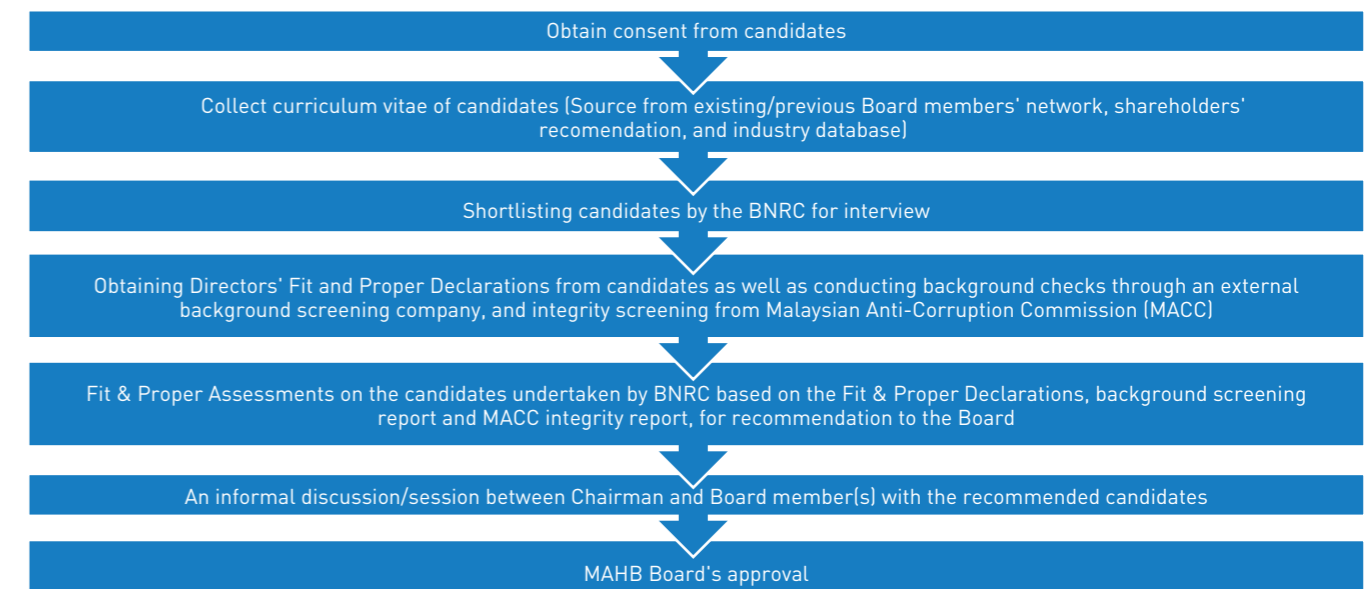 Obtain consent from candidates
Collect curriculum vitae of candidates (Source from existing/previous Board members' network, shareholders'
recomendation, and industry database)
Shortlisting candidates by the BNRC for interview
Obtaining Directors' Fit and Proper Declarations from candidates as well as conducting background checks through an external
background screening company, and integrity screening from Malaysian Anti-Corruption Commission (MACC)
Fit & Proper Assessments on the candidates undertaken by BNRC based on the Fit & Proper Declarations, background screening
report and MACC integrity report, for recommendation to the Board
An informal discussion/session between Chairman and Board member(s) with the recommended candidates
MAHB Board's approval